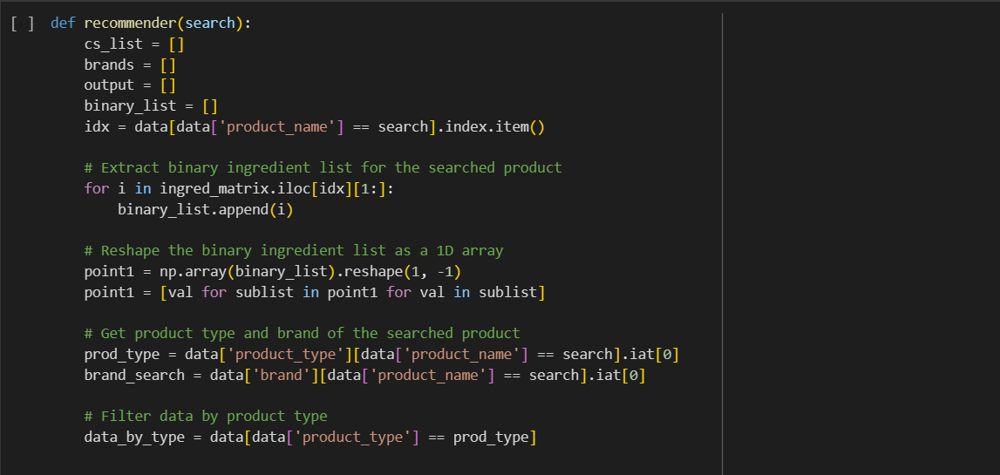 [ ] def recommender(search):
cs_list = []
brands = []
output = []
binary_list = []
idx = data[data['product_name'] == search].index.item()
# Extract binary ingredient list for the searched product
for i in ingred_matrix.iloc[idx][1:]:
binary_list.append(i)
# Reshape the binary ingredient list as a 1D array
point1 = np.array(binary_list).reshape(1, -1)
point1 = [val for sublist in point1 for val in sublist]
# Get product type and brand of the searched product
prod_type = data['product_type'][data['product_name'] == search].iat[0]
brand_search = data['brand'][data['product_name'] == search].iat[0]
# Filter data by product type
data_by_type = data[data['product_type'] == prod_type]